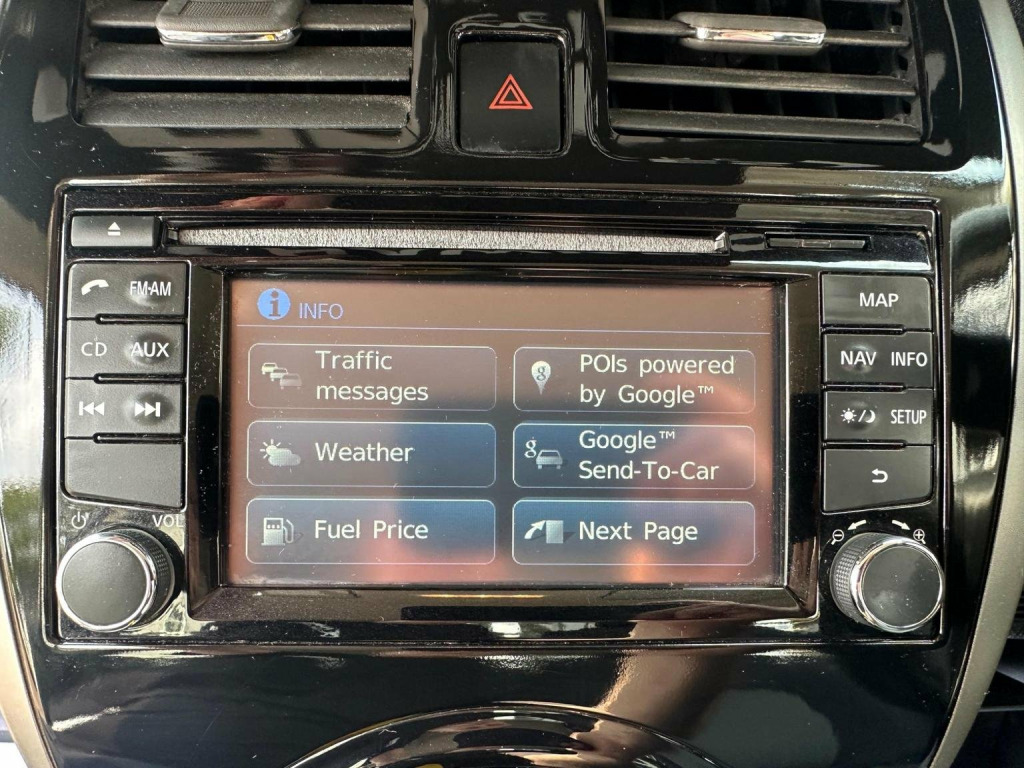 FM·AM
CD AUX
VOL
MAP
NAV INFO
SETUP
i INFO
Traffic
messages
POIs powered
by Google™
Weather
Google™
Send-To-Car
Fuel Price
Next Page
g
g